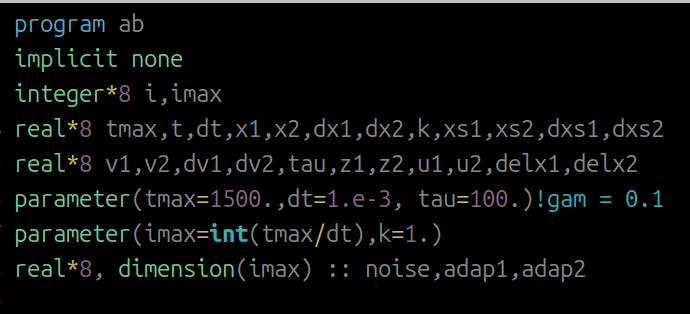 program ab
implicit none
integer*8 i,imax
real*8 tmax,t,dt,x1,x2,dx1,dx2,k,xs1,xs2,dxs1,dxs2
real*8 v1,v2,dv1,dv2,tau,z1,z2,u1,u2,delx1,delx2
parameter(tmax=1500.,dt=1.e-3, tau=100.)!gam = 0.1
parameter(imax=int(tmax/dt),k=1.)
real*8, dimension(imax) :: noise,adap1,adap2